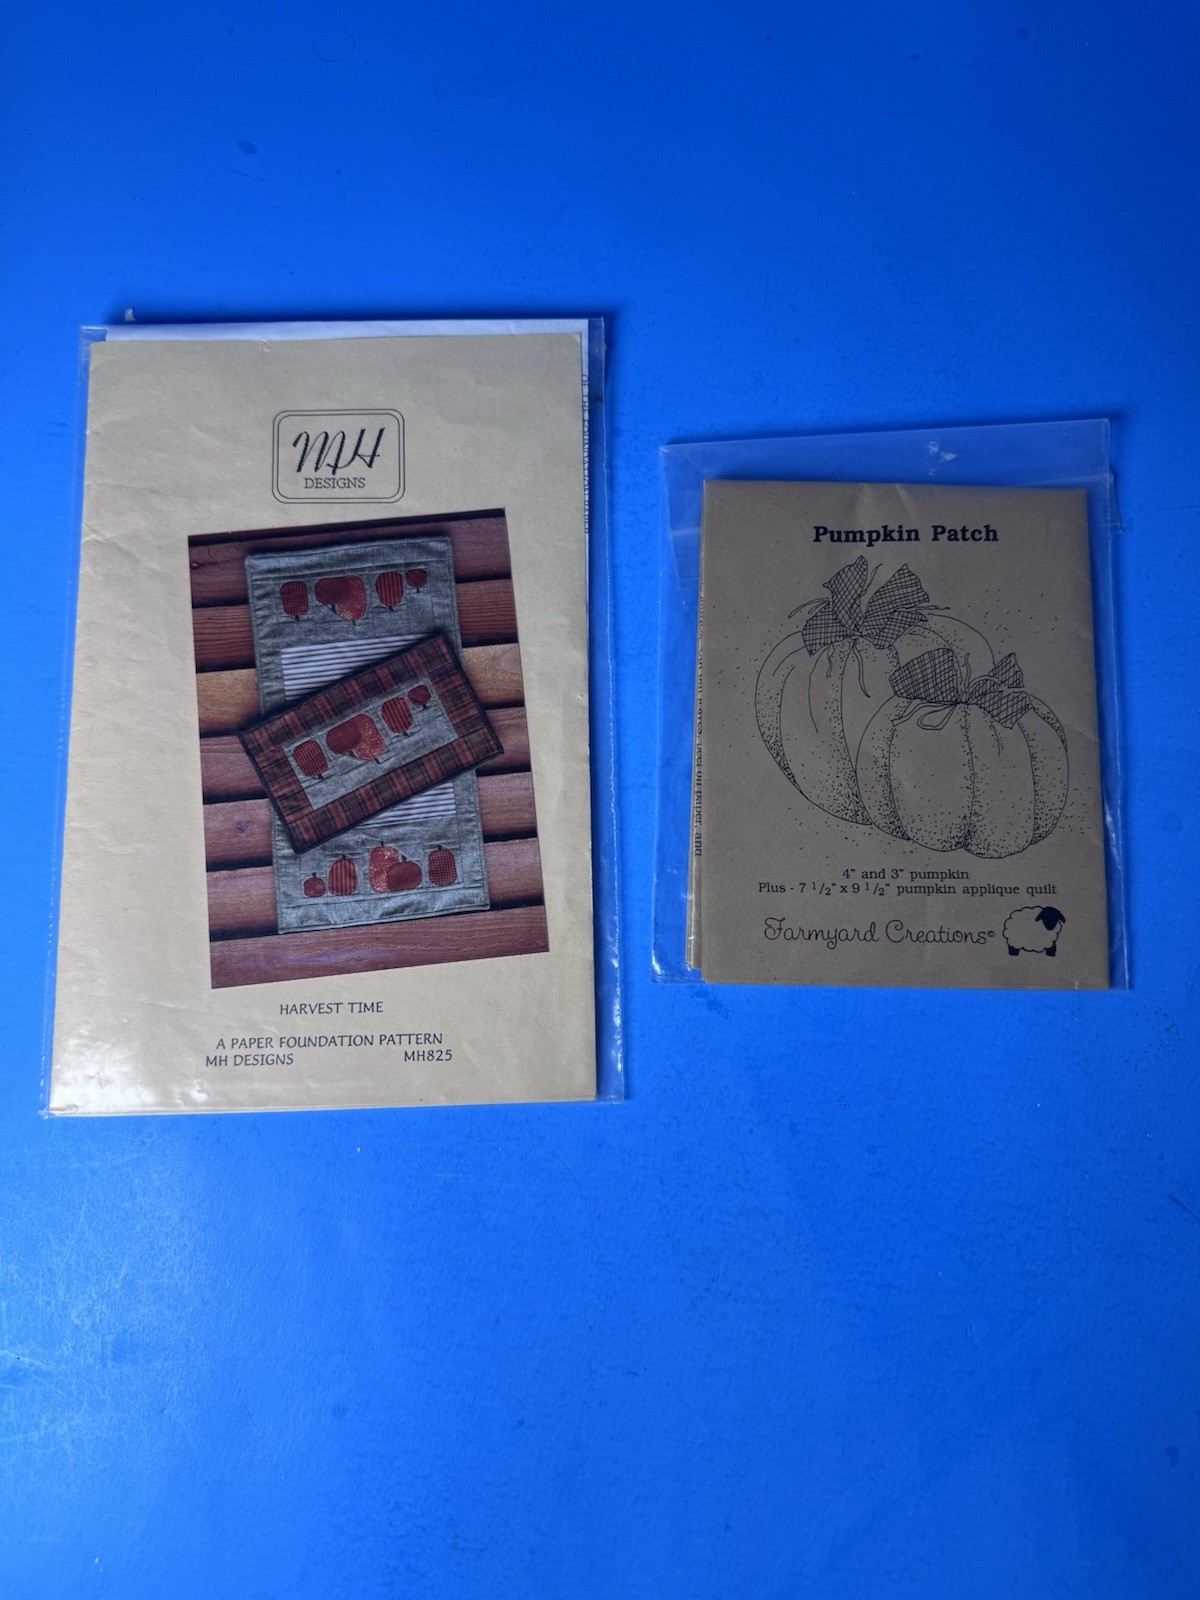 MH
DESIGNS
HARVEST TIME
A PAPER FOUNDATION PATTERN
MH DESIGNS MH825
Pumpkin Patch
4" and 3" pumpkin
Plus - 7 1/2" x 9 1/2" pumpkin applique quilt
Farmyard Creations©